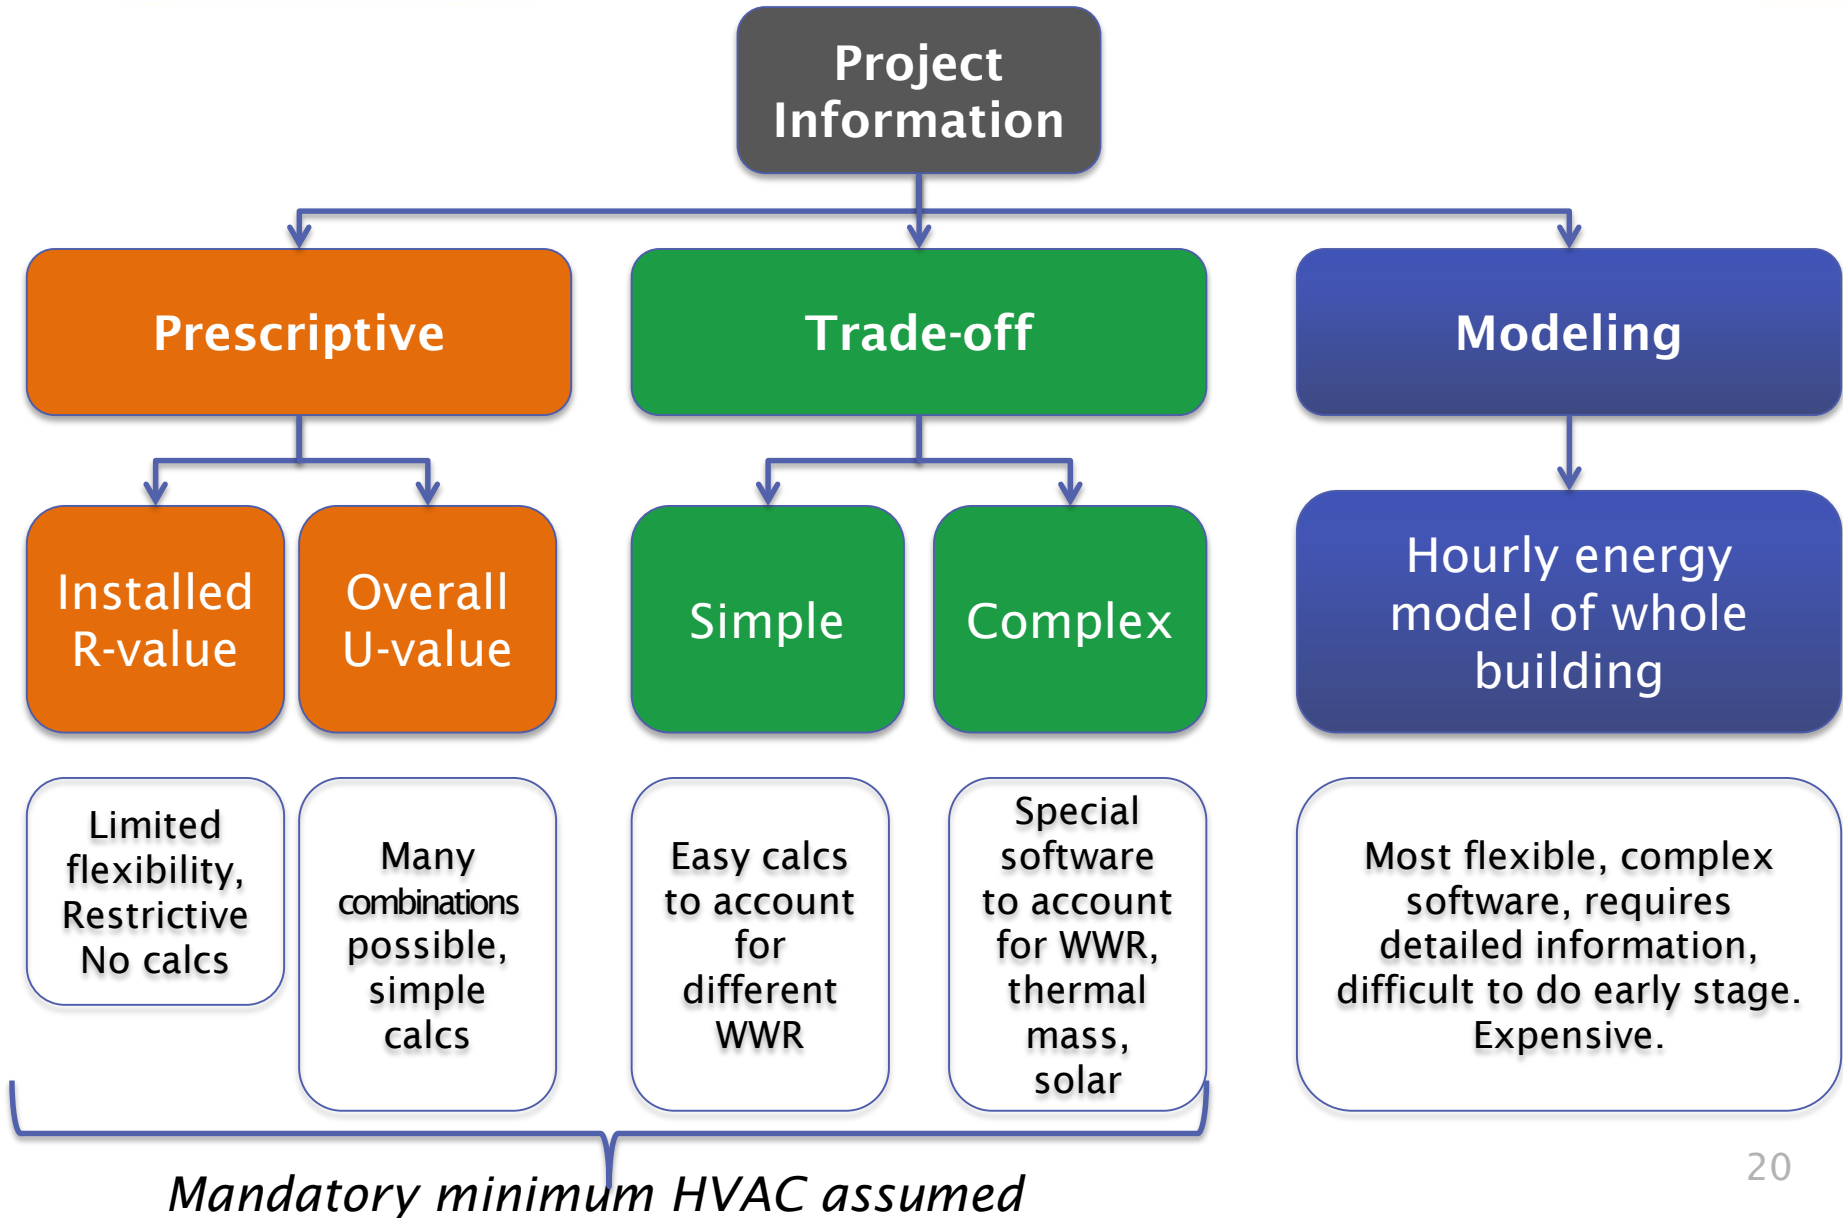 Project
Information
Prescriptive
Trade-off
Modeling
Installed
R-value
Overall
U-value
Simple
Complex
Hourly energy
model of whole
building
Limited
flexibility,
Restrictive
No calcs
Many
combinations
possible,
simple
calcs
Easy calcs
to account
for
different
WWR
Special
software
to account
for WWR,
thermal
mass,
solar
Most flexible, complex
software, requires
detailed information,
difficult to do early stage.
Expensive.
Mandatory minimum HVAC assumed
20